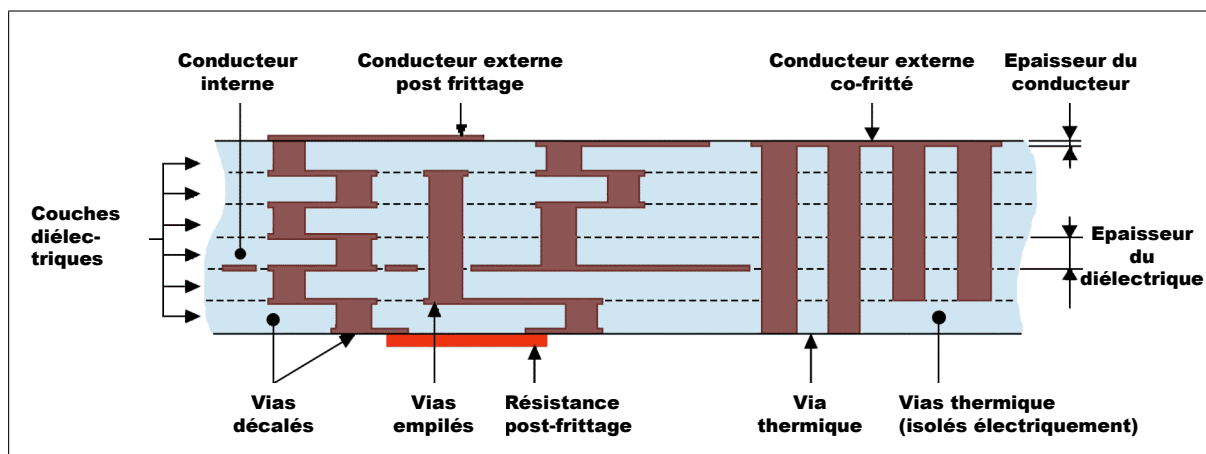 Conducteur
interne
Conducteur externe
post frittage
Conducteur externe
co-fritté
Epaisseur du
conducteur
Couches
diélec-
triques
Epaisseur
du
diélectrique
Vias
décalés
Vias
empilés
Résistance
post-frittage
Via
thermique
Vias thermique
(isolés électriquement)